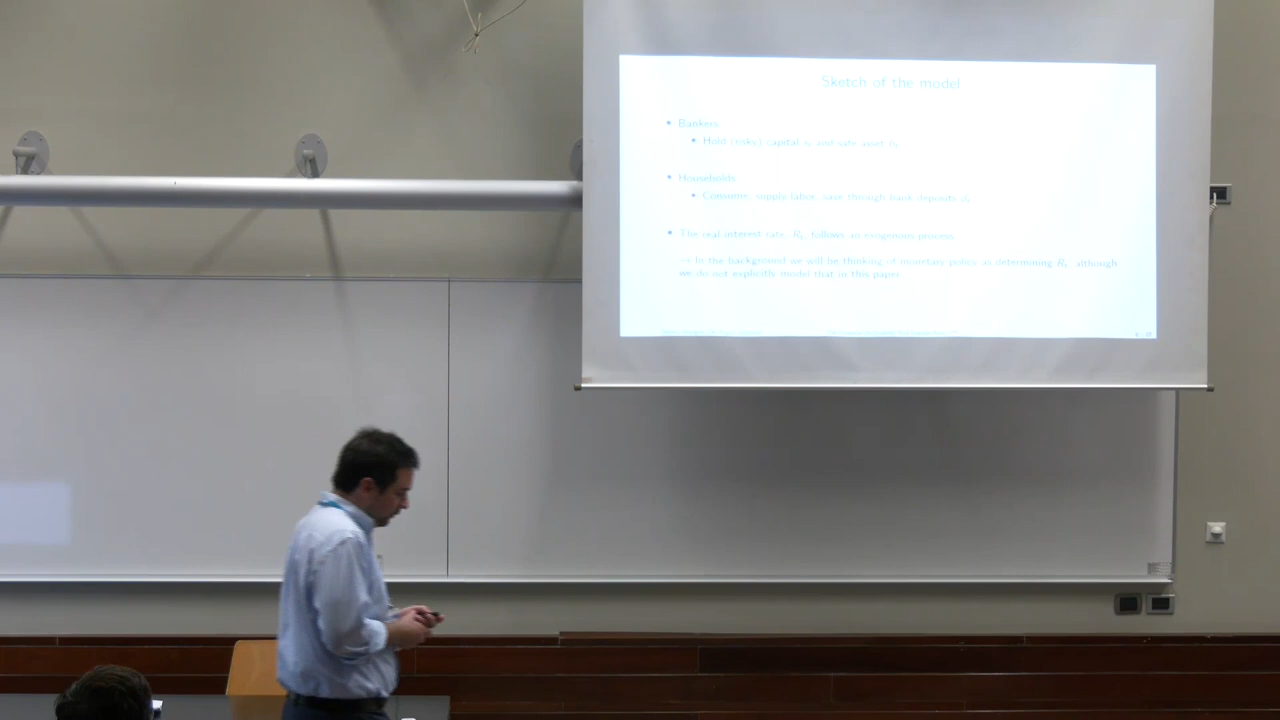 Sketch of the model
• Bankers
• Hold (risky) capital and safe asset
• Households
• Consume, supply labor, save through bank deposits
• The real interest rate, Rₜ, follows an exogenous process
→ In the background we will be thinking of monetary policy as determining Rₜ, although
we do not explicitly model that in this paper